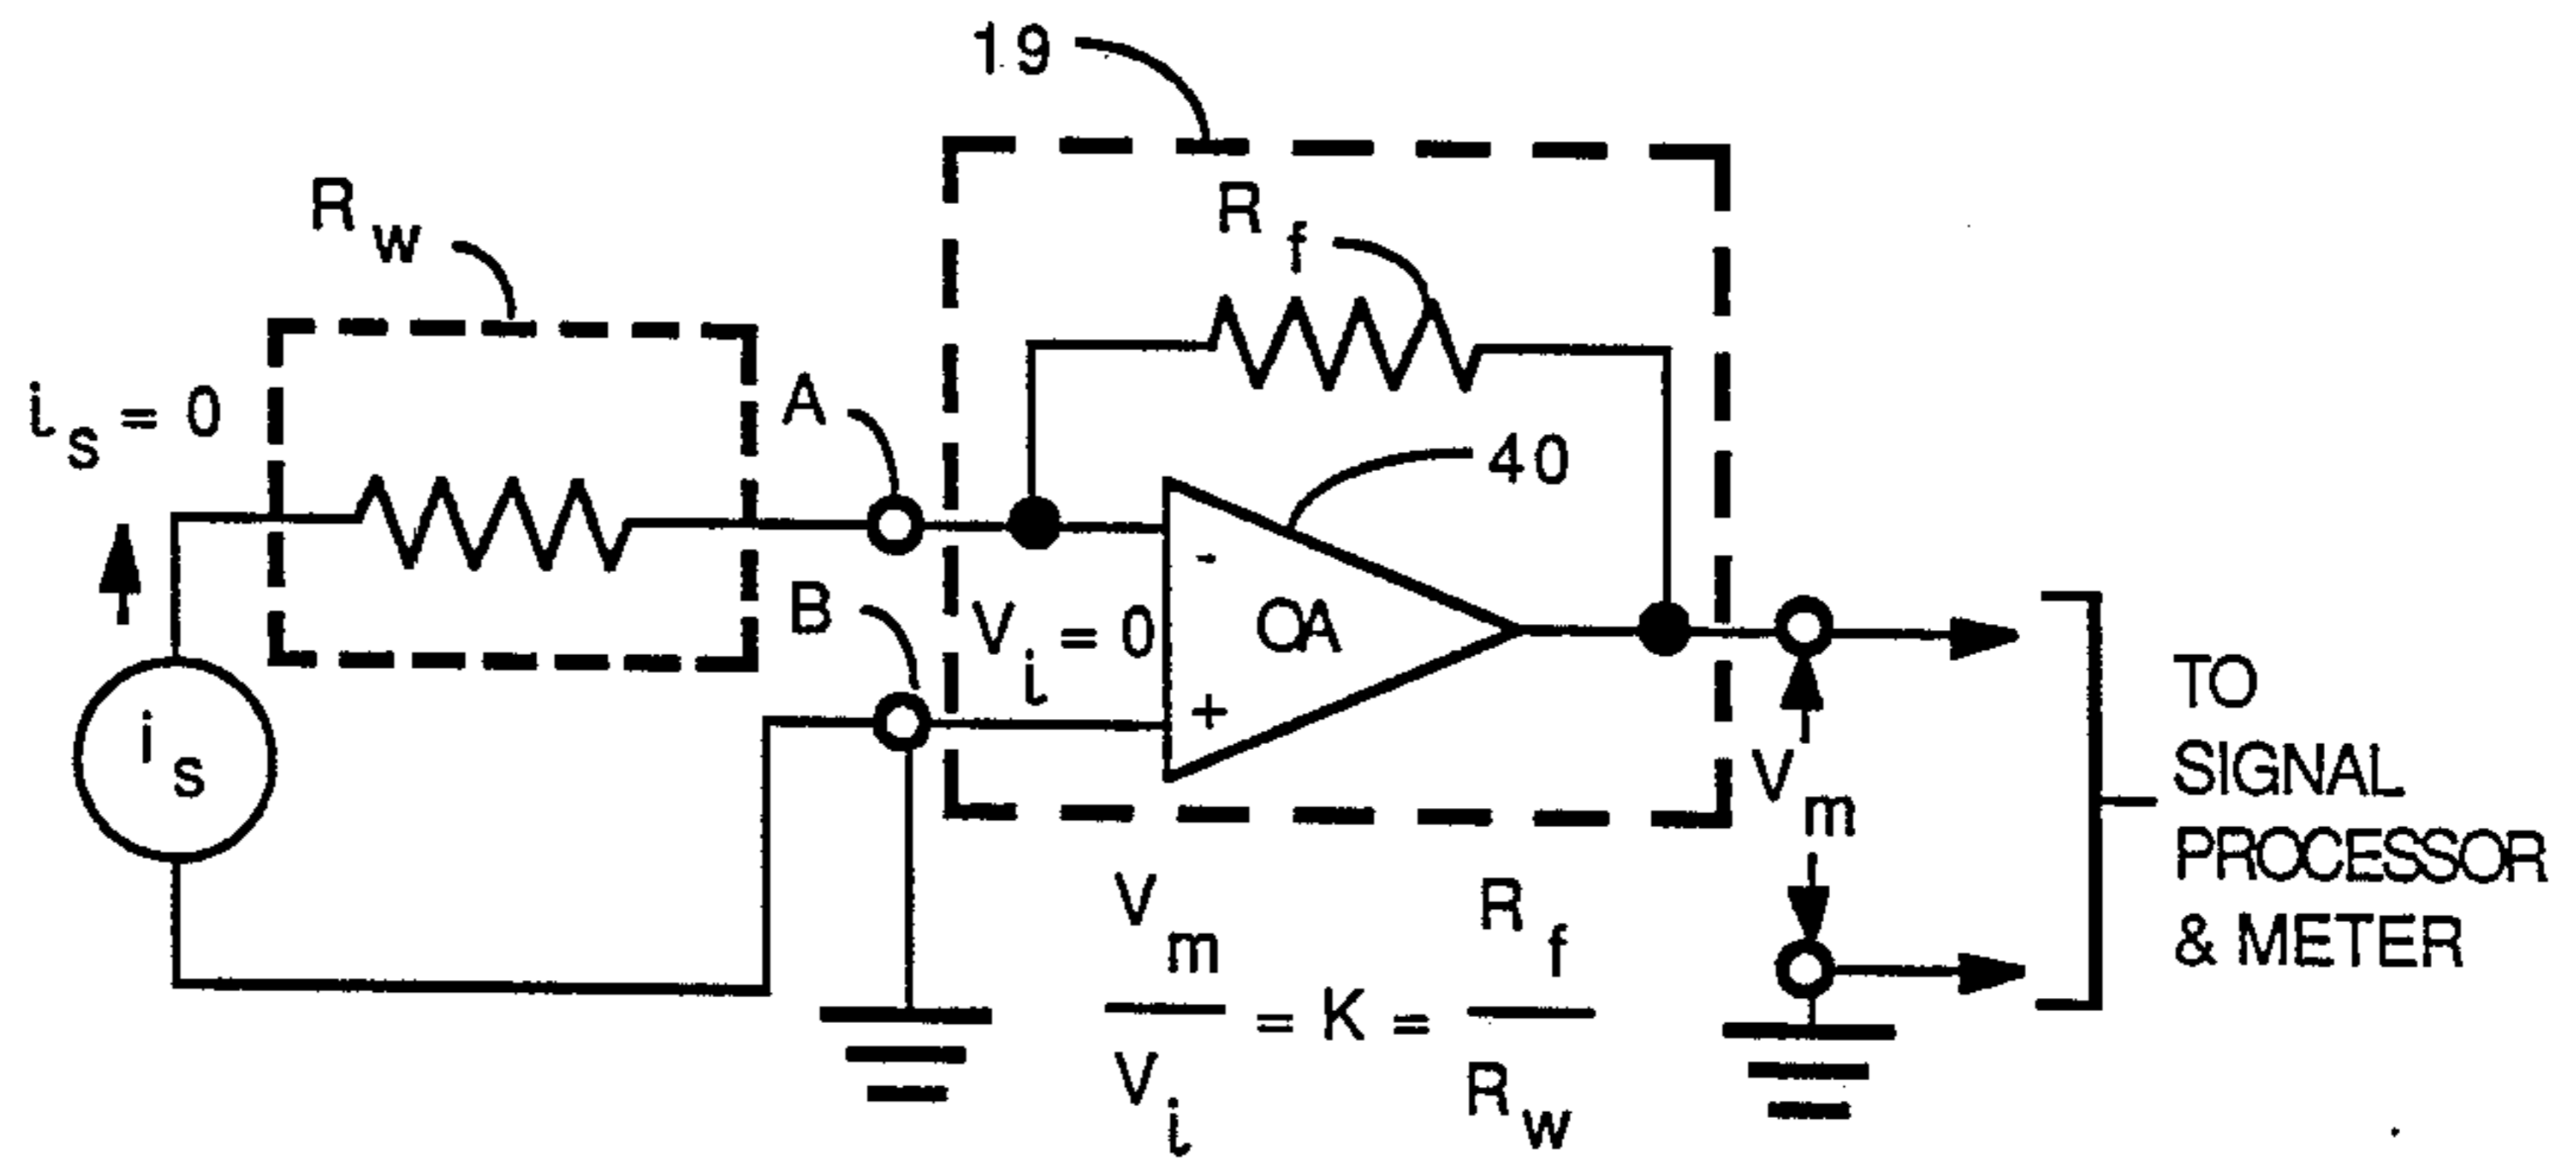 19
R w
R f
i s = 0
A
40
B
V i = 0
-
OA
+
i s
V m
TO
SIGNAL
PROCESSOR
& METER
V m / V i = K = R f / R w